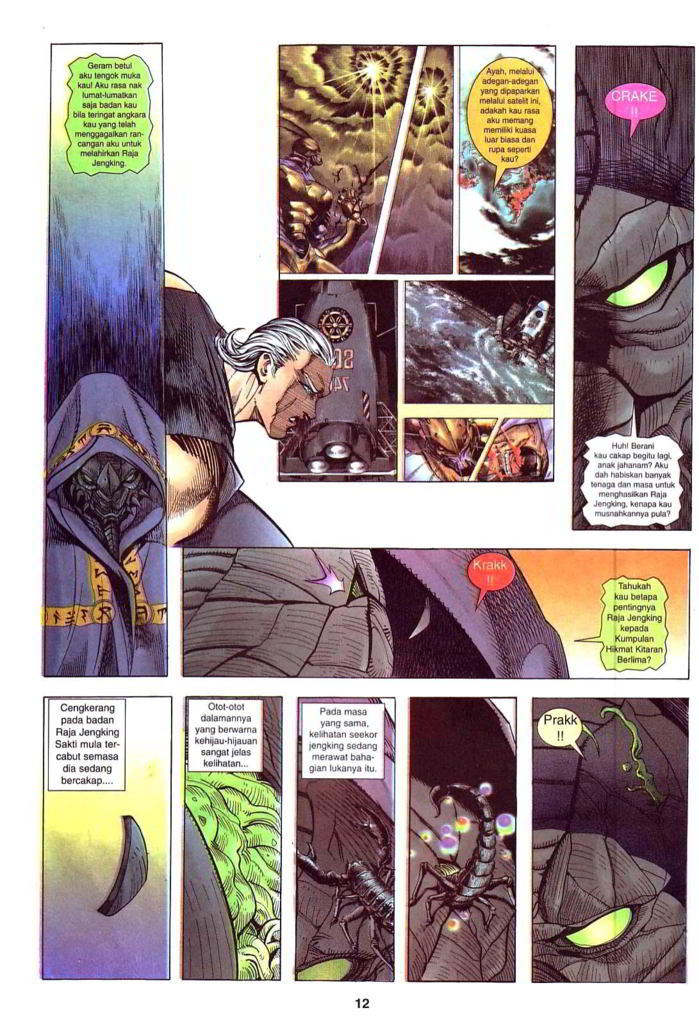 Geram betul
aku tengok muka
kau! Aku rasa nak
lumat-lumatkan
saja badan kau
bila teringat angkara
kau yang telah
menggagalkan ran-
cangan aku untuk
melahirkan Raja
Jengking.
Ayah, melalui
adegan-adegan
yang dipaparkan
melalui satelit ini,
adakah kau rasa
aku memang
memiliki kuasa
luar biasa dan
rupa seperti
kau?
CRAKE
!!
Huh! Berani
kau cakap begitu lagi,
anak jahanam? Aku
dah habiskan banyak
tenaga dan masa untuk
menghasilkan Raja
Jengking, kenapa kau
musnahkannya pula?
Krakk
!!
Tahukah
kau betapa
pentingnya
Raja Jengking
kepada
Kumpulan
Hikmat Kitaran
Berlima?
Cengkerang
pada badan
Raja Jengking
Sakti mula ter-
cabut semasa
dia sedang
bercakap....
Otot-otot
dalamannya
yang berwarna
kehijau-hijauan
sangat jelas
kelihatan...
Pada masa
yang sama,
kelihatan seekor
jengking sedang
merawat baha-
gian lukanya itu.
Prakk
!!
12